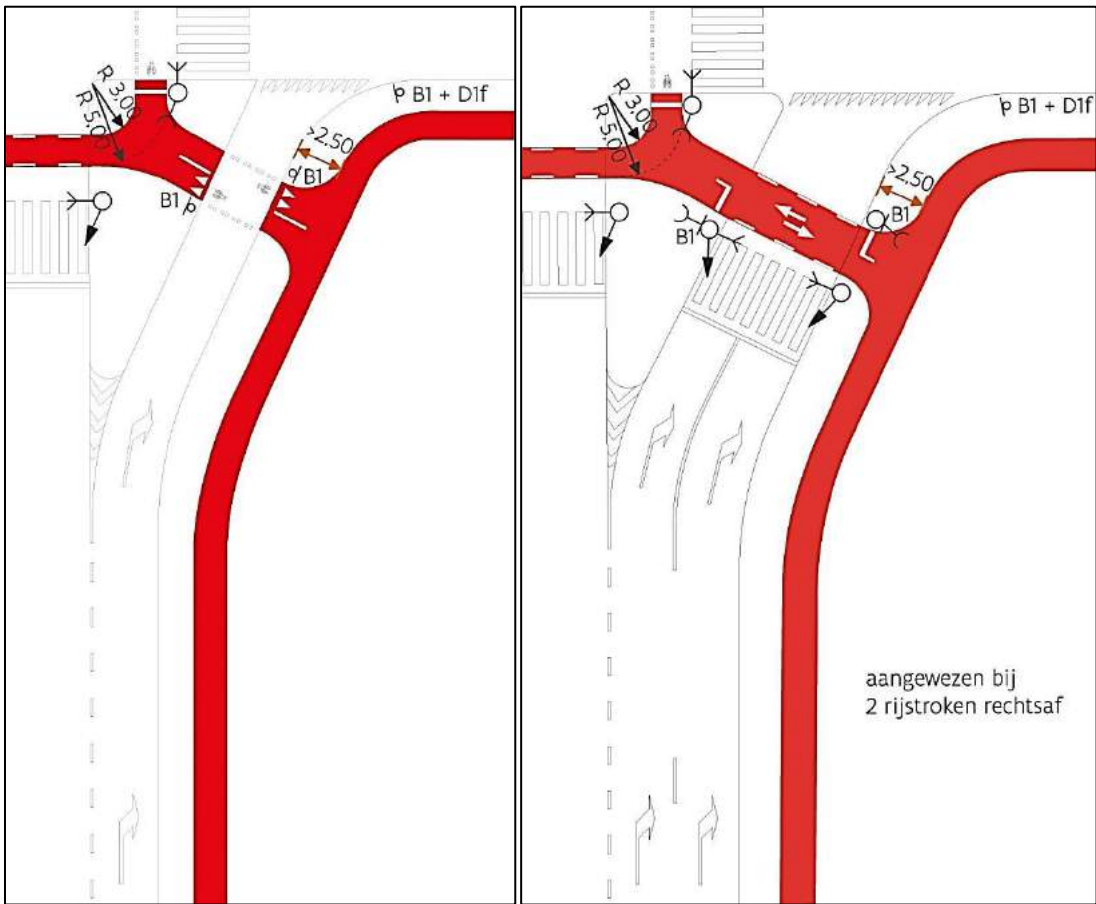 R 3,00
R 5,00
B1 + D1f
>2,50
B1
B1
R 3,00
R 5,00
B1 + D1f
>2,50
B1
B1
aangewezen bij
2 rijstroken rechtsaf